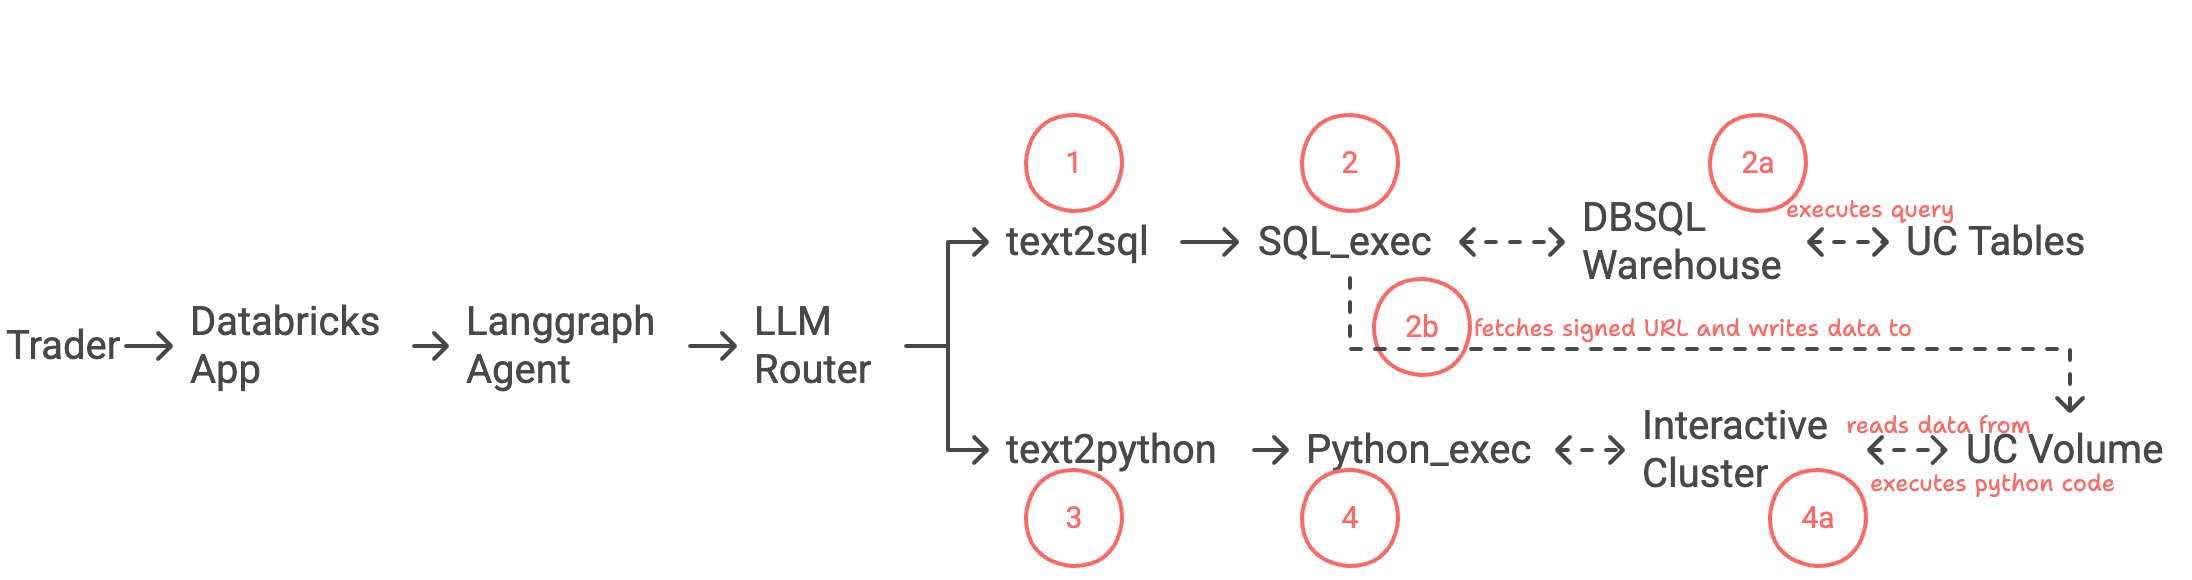 1
2
2a
executes query
text2sql
SQL_exec
DBSQL
Warehouse
UC Tables
Trader
Databricks
App
Langgraph
Agent
LLM
Router
2b
fetches signed URL and writes data to
text2python
Python_exec
Interactive
Cluster
reads data from
UC Volume
executes python code
3
4
4a